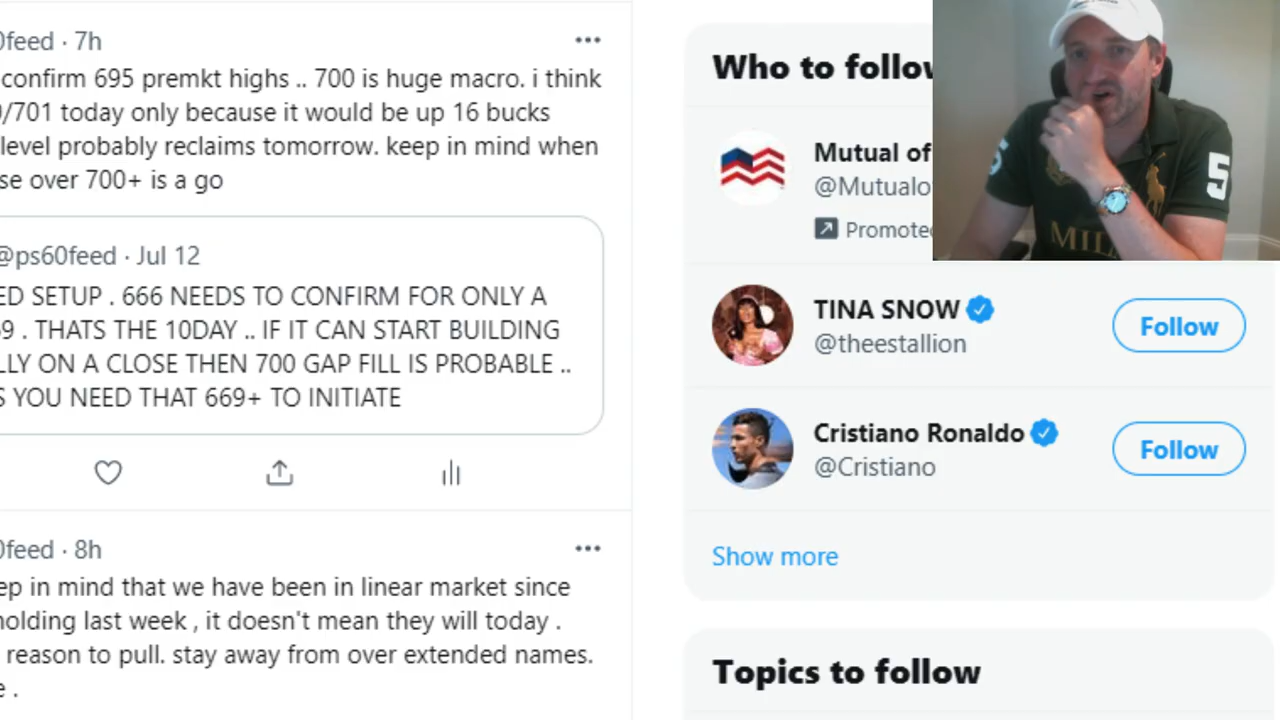 0feed · 7h
confirm 695 premkt highs .. 700 is huge macro. i think
/701 today only because it would be up 16 bucks
level probably reclaims tomorrow. keep in mind when
se over 700+ is a go
@ps60feed · Jul 12
ED SETUP . 666 NEEDS TO CONFIRM FOR ONLY A
9 . THATS THE 10DAY .. IF IT CAN START BUILDING
LLY ON A CLOSE THEN 700 GAP FILL IS PROBABLE ..
S YOU NEED THAT 669+ TO INITIATE
0feed · 8h
ep in mind that we have been in linear market since
holding last week , it doesn't mean they will today .
reason to pull. stay away from over extended names.
e .
Who to follow
Mutual of
@Mutualo
Promoted
TINA SNOW
@theestallion
Follow
Cristiano Ronaldo
@Cristiano
Follow
Show more
Topics to follow
5
5
MIL